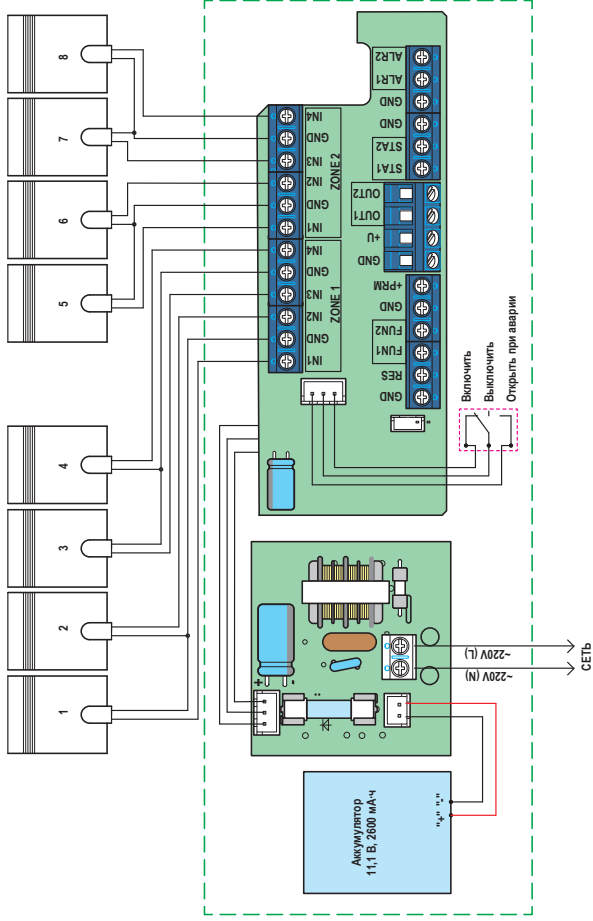 1
2
3
4
5
6
7
8
IN1
GND
IN2
IN3
GND
IN4
IN1
GND
IN2
IN3
GND
IN4
ZONE 1
ZONE 2
GND
RES
FUN1
FUN2
GND
+PRM
GND
+U
OUT1
OUT2
STA1
STA2
GND
GND
ALR1
ALR2
Включить
Выключить
Открыть при аварии
+
-
Аккумулятор
11,1 В, 2600 мА·ч
"+" "-"
~220V (N)
~220V (L)
СЕТЬ